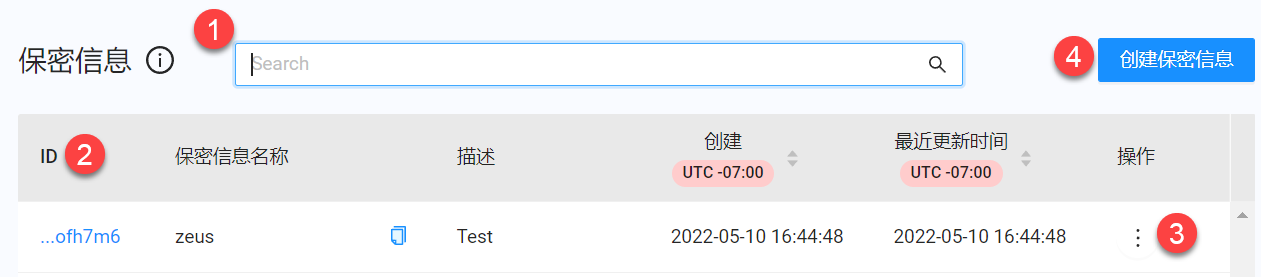 1
保密信息
Search
4
创建保密信息
ID 2
保密信息名称
描述
创建
UTC -07:00
最近更新时间
UTC -07:00
操作
...ofh7m6
zeus
Test
2022-05-10 16:44:48
2022-05-10 16:44:48
3